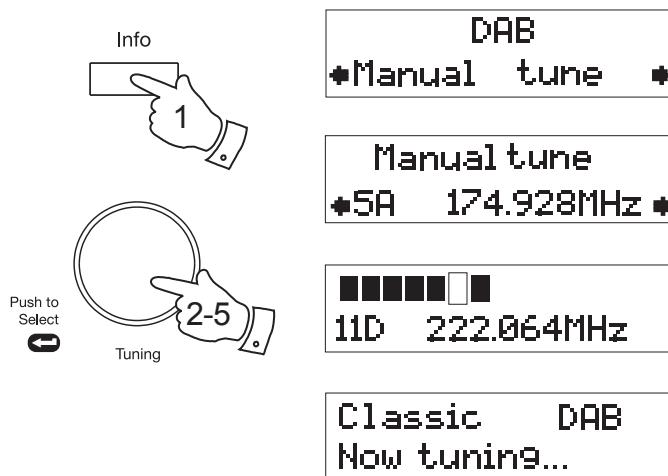 Info
1
Push to
Select
2-5
Tuning
DAB
Manual tune
Manual tune
5A 174.928MHz
11D 222.064MHz
Classic DAB
Now tuning...